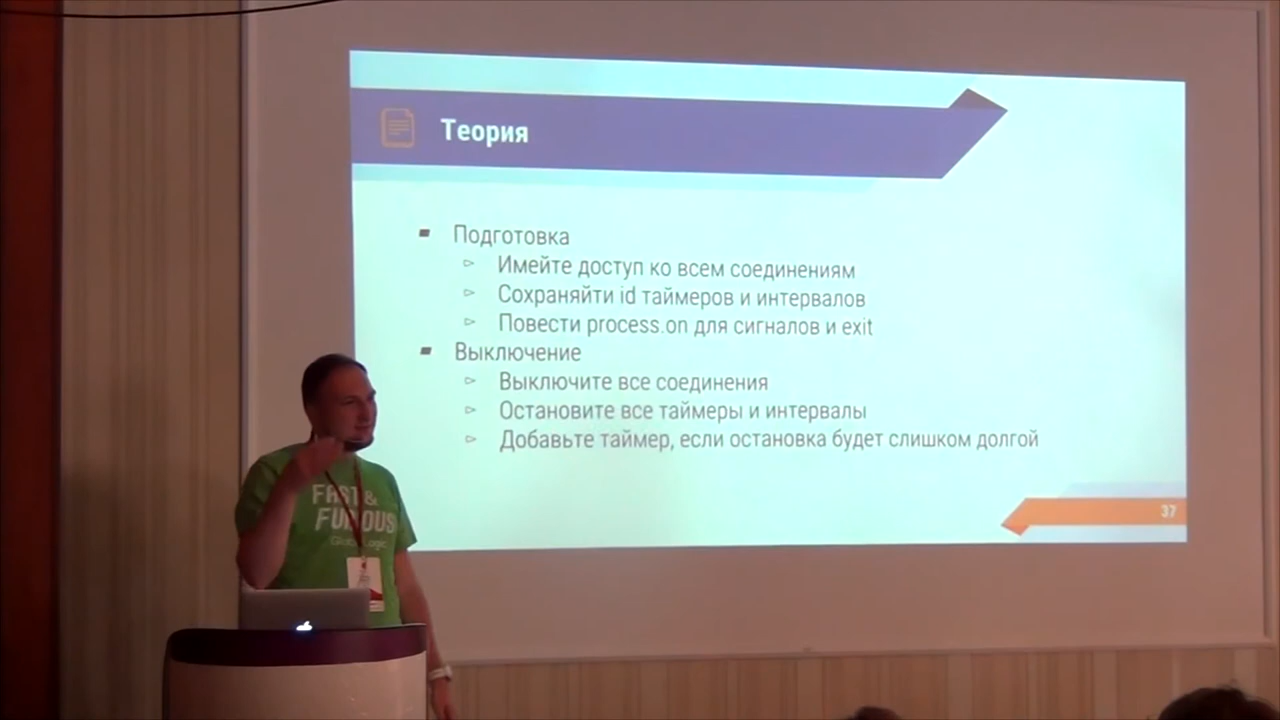 Теория
Подготовка
Имейте доступ ко всем соединениям
Сохраняйти id таймеров и интервалов
Повести process.on для сигналов и exit
Выключение
Выключите все соединения
Остановите все таймеры и интервалы
Добавьте таймер, если остановка будет слишком долгой
37
FAST &
FURIOUS
GlobalLogic